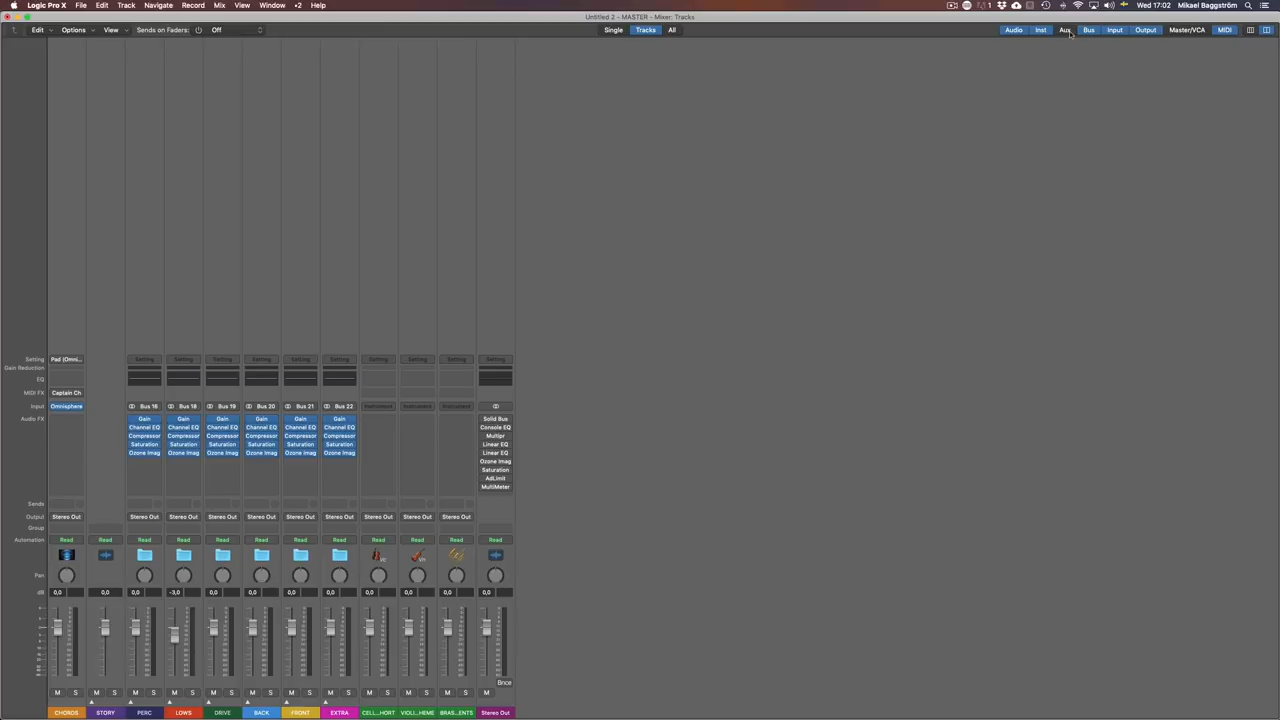 Logic Pro X File Edit Track Navigate Record Mix View Window +2 Help
1 Wed 17:02 Mikael Baggström
Untitled 2 - MASTER - Mixer: Tracks
Edit Options View Sends on Faders: Off Single Tracks All Audio Inst Aux Bus Input Output Master/VCA MIDI
Setting Pad (Omni... Setting Setting Setting Setting Setting Setting Setting Setting Setting Setting
Gain Reduction
EQ
MIDI FX Captain Ch
Input Omnisphere Bus 16 Bus 18 Bus 19 Bus 20 Bus 21 Bus 22 Instrument Instrument Instrument
Audio FX Gain Gain Gain Gain Gain Gain Solid Bus
Channel EQ Channel EQ Channel EQ Channel EQ Channel EQ Channel EQ Console EQ
Compressor Compressor Compressor Compressor Compressor Compressor Multipr
Saturation Saturation Saturation Saturation Saturation Saturation Linear EQ
Ozone Imag Ozone Imag Ozone Imag Ozone Imag Ozone Imag Ozone Imag Linear EQ
Ozone Imag
Saturation
AdLimit
MultiMeter
Sends
Output Stereo Out Stereo Out Stereo Out Stereo Out Stereo Out Stereo Out Stereo Out Stereo Out Stereo Out Stereo Out
Group
Automation Read Read Read Read Read Read Read Read Read Read Read Read
Pan
dB 0,0 0,0 0,0 -3,0 0,0 0,0 0,0 0,0 0,0 0,0 0,0 0,0
Bnce
M S M S M S M S M S M S M S M S M S M S M S M
CHORDS STORY PERC LOWS DRIVE BACK FRONT EXTRA CELL...HORT VIOLI...HEME BRAS...ENTS Stereo Out